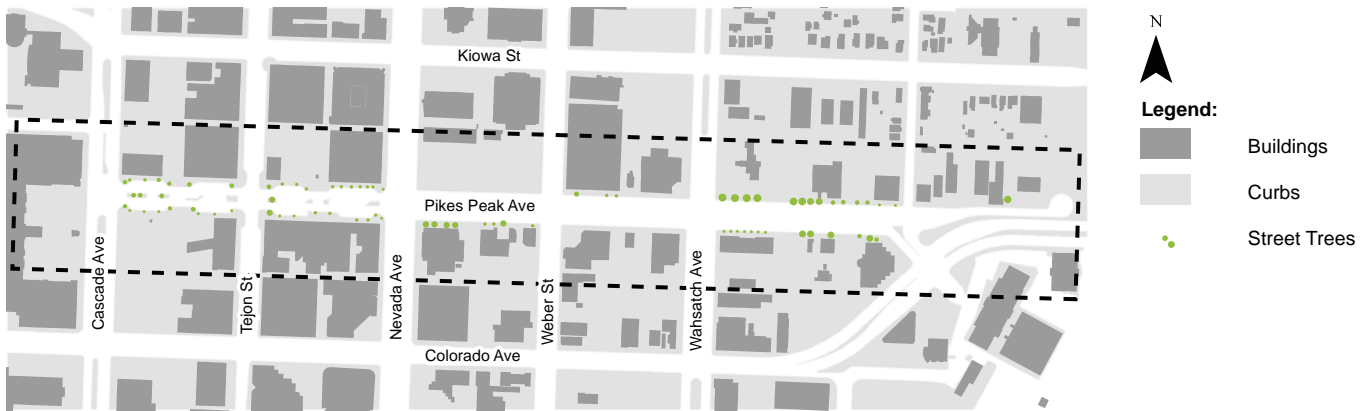 N
Kiowa St
Legend:
Buildings
Curbs
Pikes Peak Ave
Street Trees
Cascade Ave
Tejon St
Nevada Ave
Weber St
Wahsatch Ave
Colorado Ave